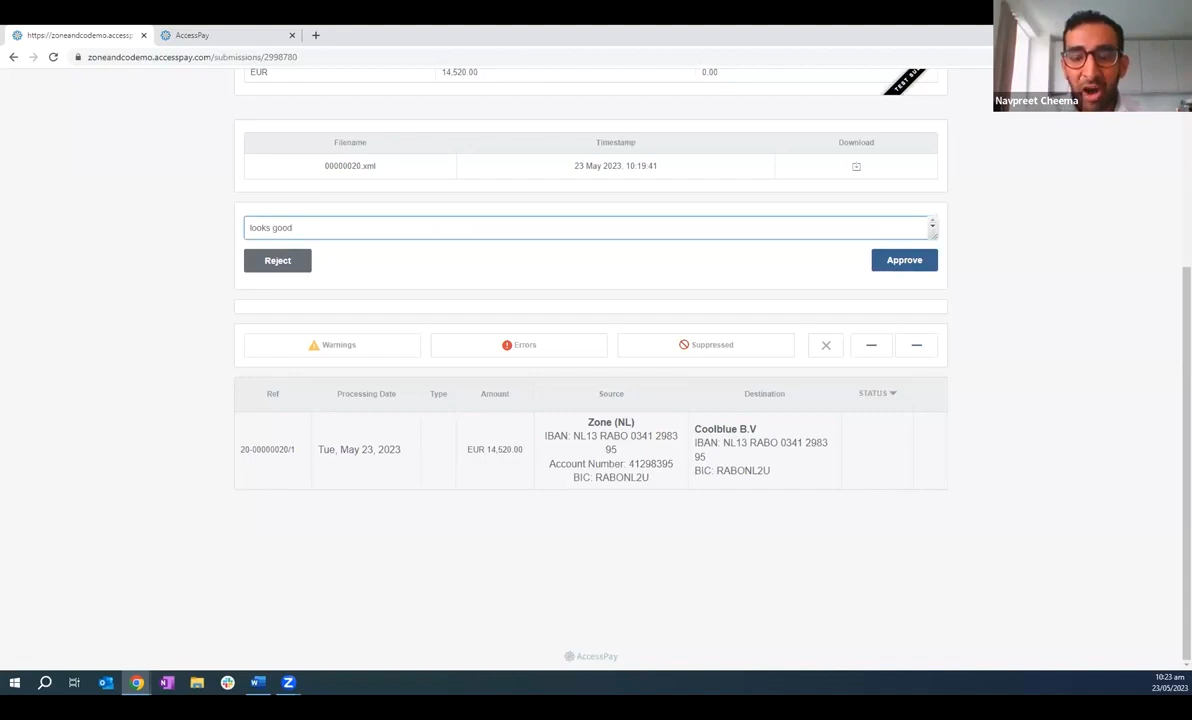 https://zoneandcodemo.accessp
AccessPay
zoneandcodemo.accesspay.com/submissions/2998780
Navpreet Cheema
EUR
14,520.00
0.00
Filename
Timestamp
Download
00000020.xml
23 May 2023. 10:19:41
looks good
Reject
Approve
Warnings
Errors
Suppressed
Ref
Processing Date
Type
Amount
Source
Destination
STATUS
20-00000020/1
Tue, May 23, 2023
EUR 14,520.00
Zone (NL)
IBAN: NL13 RABO 0341 2983
95
Account Number: 41298395
BIC: RABONL2U
Coolblue B.V
IBAN: NL13 RABO 0341 2983
95
BIC: RABONL2U
AccessPay
10:23 am
23/05/2023